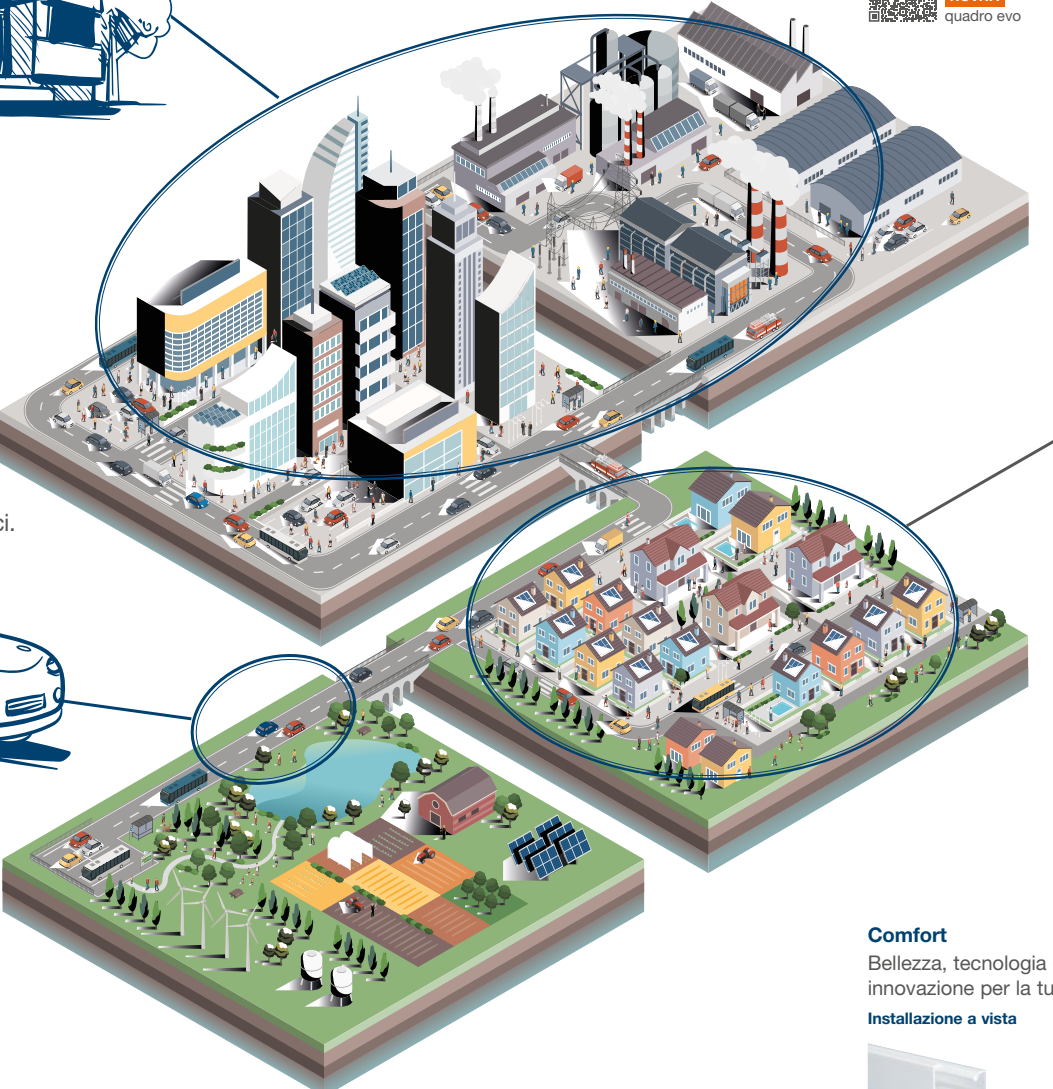 quadro evo
ci.
Comfort
Bellezza, tecnologia
innovazione per la tu
Installazione a vista